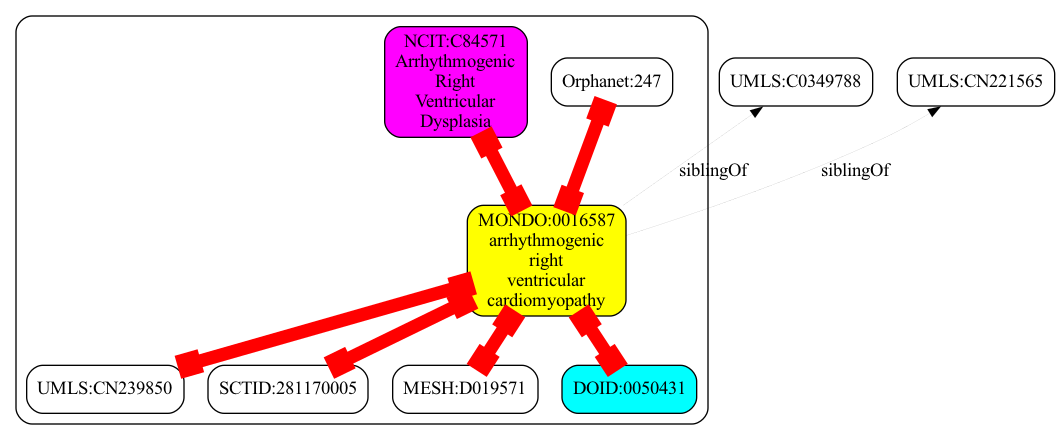 NCIT:C84571
Arrhythmogenic
Right
Ventricular
Dysplasia
Orphanet:247
UMLS:C0349788
UMLS:CN221565
siblingOf
siblingOf
MONDO:0016587
arrhythmogenic
right
ventricular
cardiomyopathy
UMLS:CN239850
SCTID:281170005
MESH:D019571
DOID:0050431